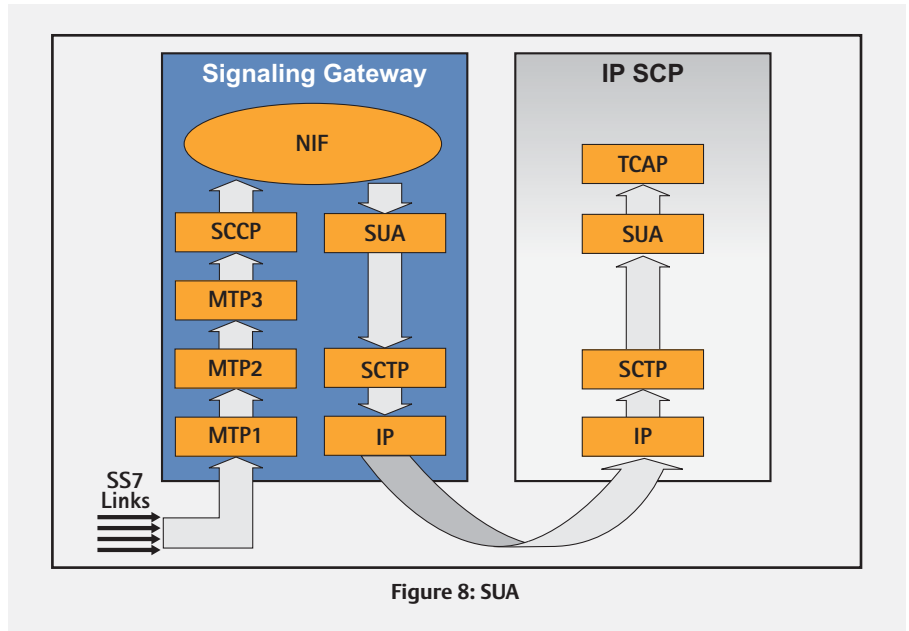 Signaling Gateway
NIF
SCCP
MTP3
MTP2
MTP1
SUA
SCTP
IP
SS7
Links
IP SCP
TCAP
SUA
SCTP
IP
Figure 8: SUA